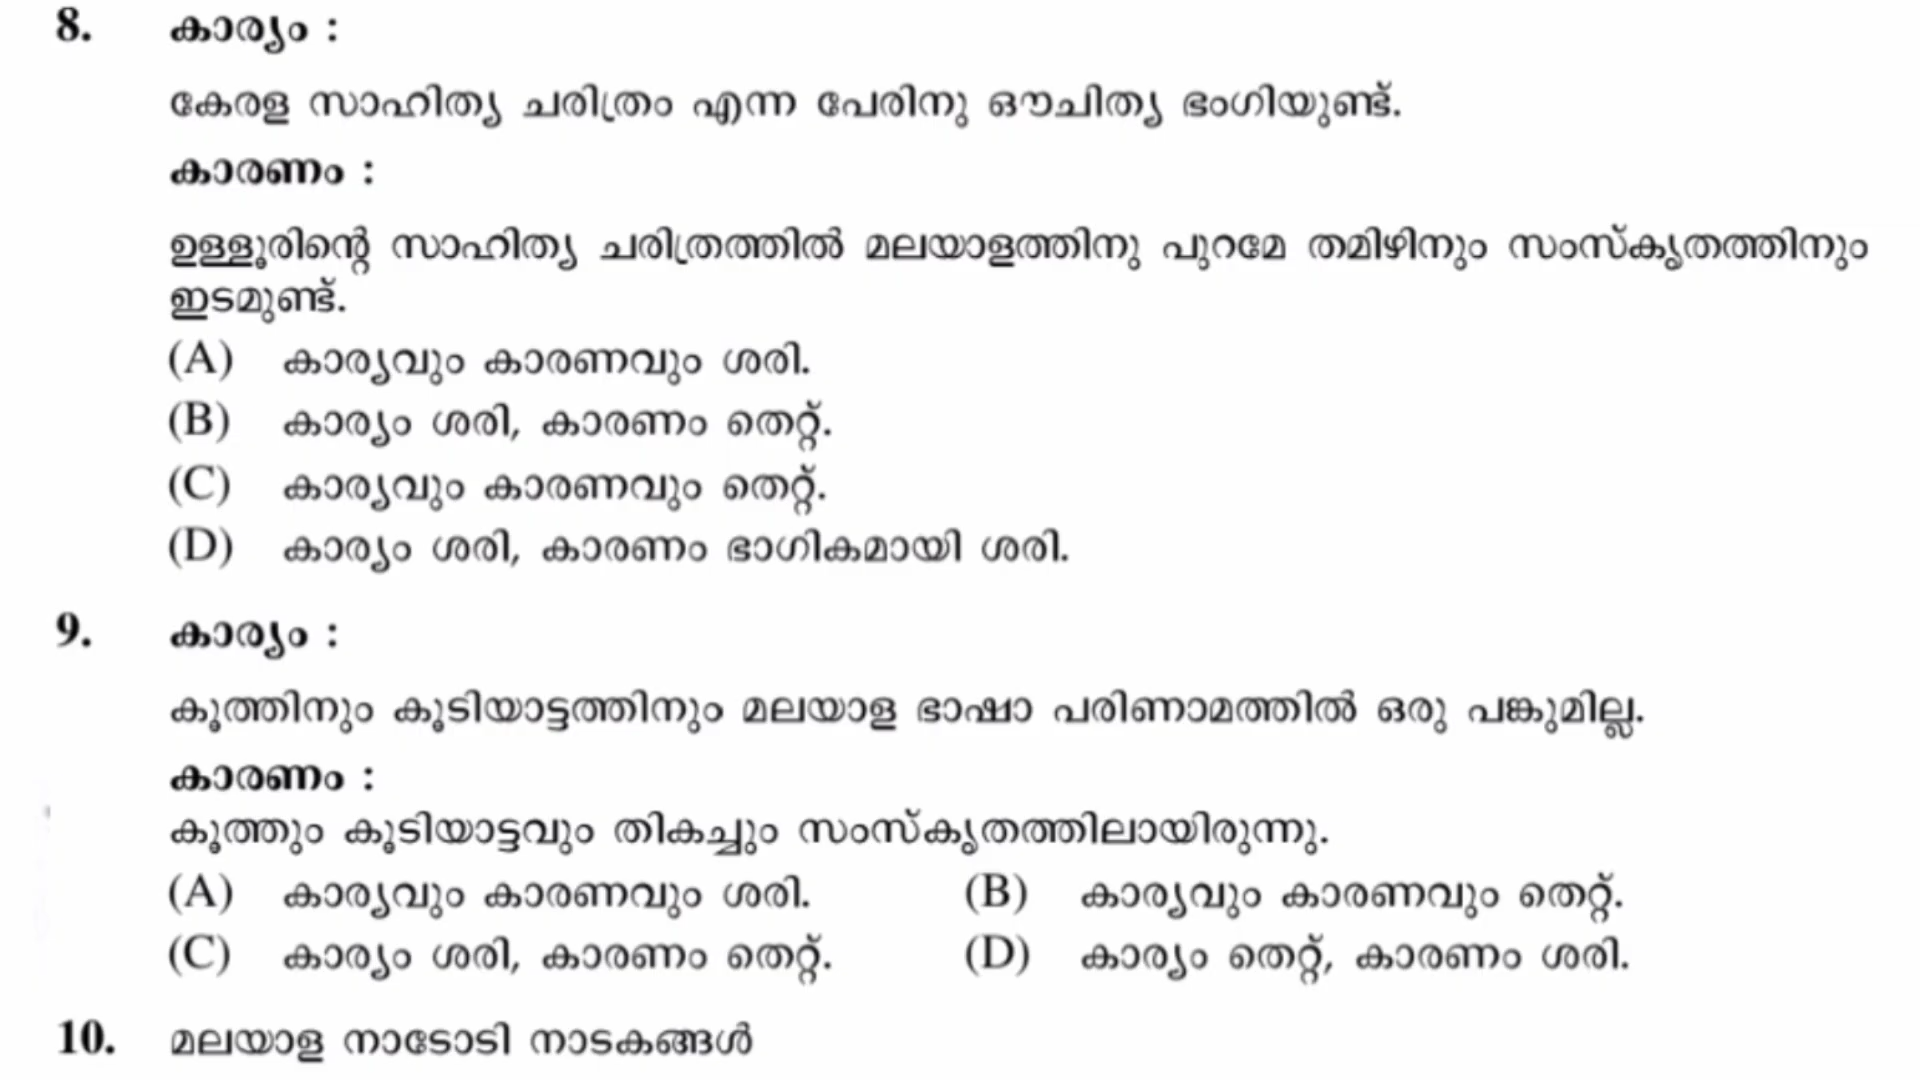 8. കാര്യം :
കേരള സാഹിത്യ ചരിത്രം എന്ന പേരിനു ഔചിത്യ ഭംഗിയുണ്ട്.
കാരണം :
ഉള്ളൂരിന്റെ സാഹിത്യ ചരിത്രത്തിൽ മലയാളത്തിനു പുറമേ തമിഴിനും സംസ്കൃതത്തിനും
ഇടമുണ്ട്.
(A) കാര്യവും കാരണവും ശരി.
(B) കാര്യം ശരി, കാരണം തെറ്റ്.
(C) കാര്യവും കാരണവും തെറ്റ്.
(D) കാര്യം ശരി, കാരണം ഭാഗികമായി ശരി.
9. കാര്യം :
കൂത്തിനും കൂടിയാട്ടത്തിനും മലയാള ഭാഷാ പരിണാമത്തിൽ ഒരു പങ്കുമില്ല.
കാരണം :
കൂത്തും കൂടിയാട്ടവും തികച്ചും സംസ്കൃതത്തിലായിരുന്നു.
(A) കാര്യവും കാരണവും ശരി. (B) കാര്യവും കാരണവും തെറ്റ്.
(C) കാര്യം ശരി, കാരണം തെറ്റ്. (D) കാര്യം തെറ്റ്, കാരണം ശരി.
10. മലയാള നാടോടി നാടകങ്ങൾ